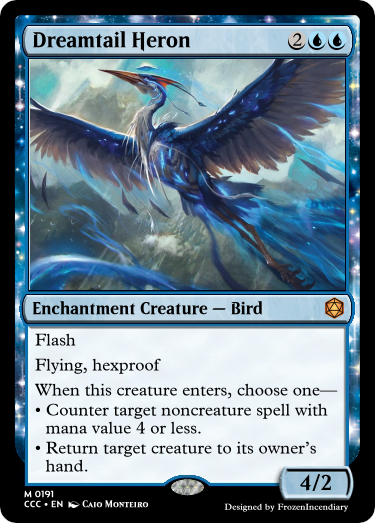 Dreamtail Heron 2
Enchantment Creature — Bird
Flash
Flying, hexproof
When this creature enters, choose one—
• Counter target noncreature spell with
mana value 4 or less.
• Return target creature to its owner's
hand.
4/2
M 0191
CCC • EN Caio Monteiro
Designed by FrozenIncendiary